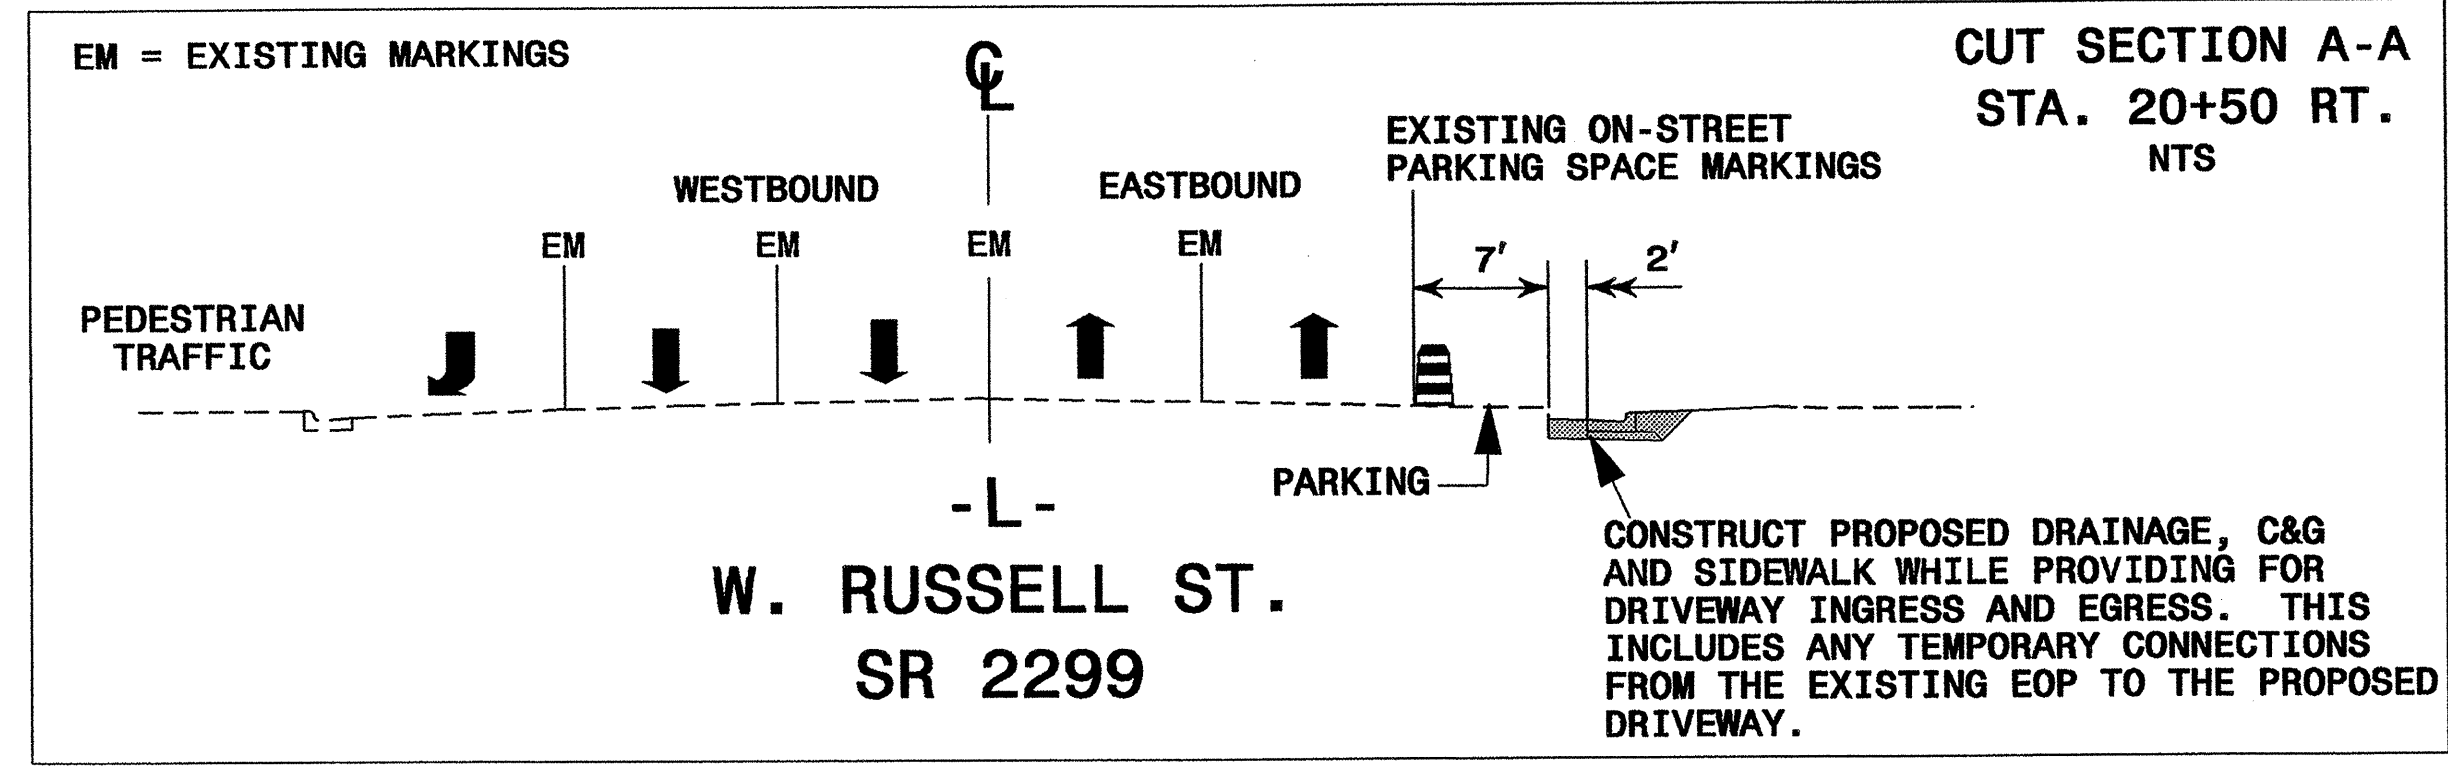 EM = EXISTING MARKINGS
CL
CUT SECTION A-A
STA. 20+50 RT.
NTS
EXISTING ON-STREET
PARKING SPACE MARKINGS
WESTBOUND
EASTBOUND
EM
EM
EM
EM
7'
2'
PEDESTRIAN
TRAFFIC
PARKING
-L-
W. RUSSELL ST.
SR 2299
CONSTRUCT PROPOSED DRAINAGE, C&G
AND SIDEWALK WHILE PROVIDING FOR
DRIVEWAY INGRESS AND EGRESS. THIS
INCLUDES ANY TEMPORARY CONNECTIONS
FROM THE EXISTING EOP TO THE PROPOSED
DRIVEWAY.